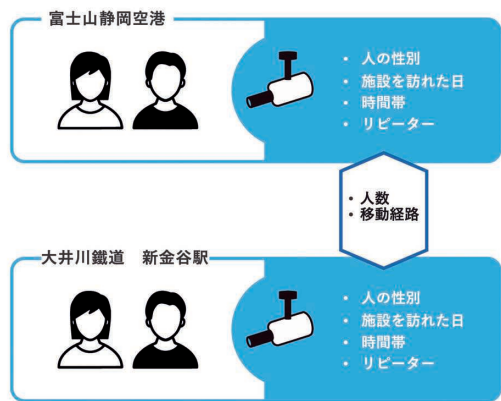 富士山静岡空港
・ 人の性別
・ 施設を訪れた日
・ 時間帯
・ リピーター
・ 人数
・ 移動経路
大井川鐵道 新金谷駅
・ 人の性別
・ 施設を訪れた日
・ 時間帯
・ リピーター